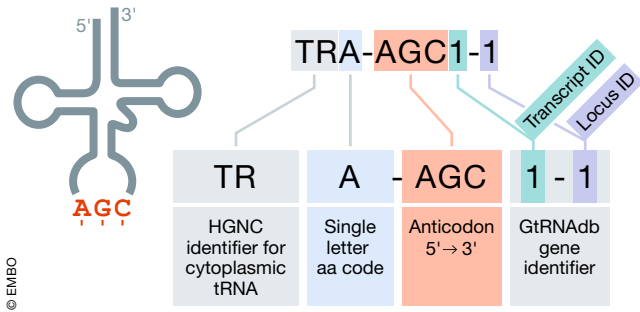 5'
3'
TRA-AGC1-1
Transcript ID
Locus ID
TR
A
-
AGC
1 - 1
AGC
HGNC
identifier for
cytoplasmic
tRNA
Single
letter
aa code
Anticodon
5'→ 3'
GtRNAdb
gene
identifier
© EMBO